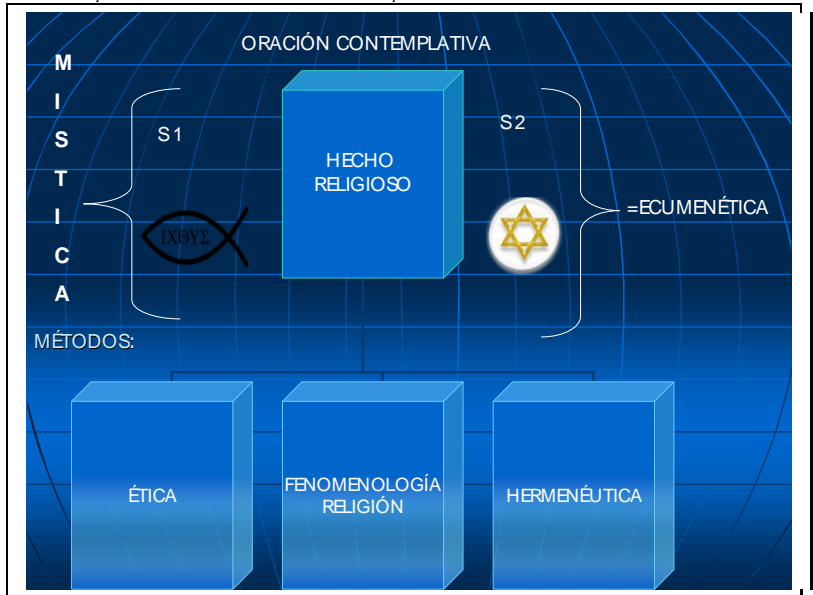 ORACIÓN CONTEMPLATIVA
M
I
S
T
I
C
A
S1
ΙΧΘΥΣ
HECHO
RELIGIOSO
S2
=ECUMENÉTICA
MÉTODOS:
ÉTICA
FENOMENOLOGÍA
RELIGIÓN
HERMENÉUTICA